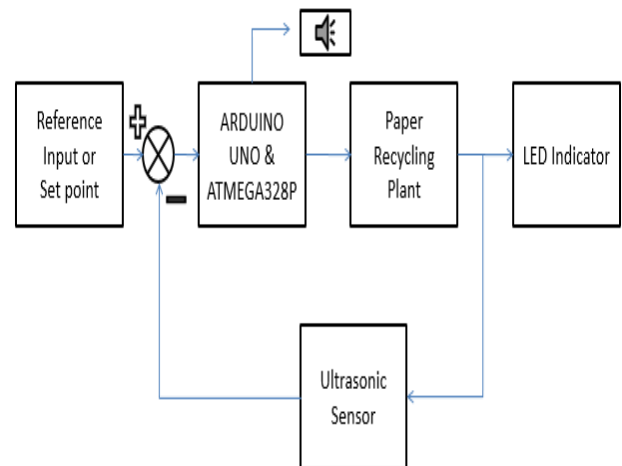 Reference
Input or
Set point
ARDUINO
UNO &
ATMEGA328P
Paper
Recycling
Plant
LED Indicator
Ultrasonic
Sensor